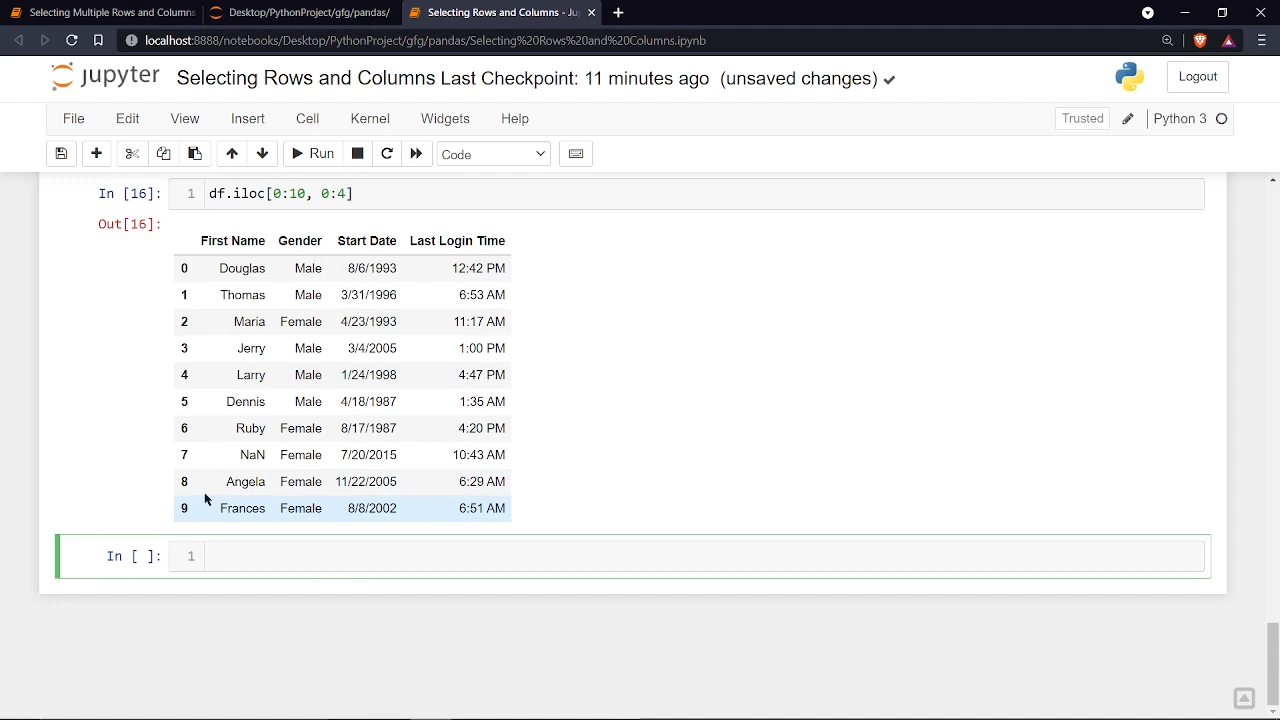 Selecting Multiple Rows and Columns
Desktop/PythonProject/gfg/pandas/
Selecting Rows and Columns - Ju
localhost:8888/notebooks/Desktop/PythonProject/gfg/pandas/Selecting%20Rows%20and%20Columns.ipynb
jupyter Selecting Rows and Columns Last Checkpoint: 11 minutes ago (unsaved changes) Logout
File Edit View Insert Cell Kernel Widgets Help Trusted Python 3
Run Code
In [16]: 1 df.iloc[0:10, 0:4]
Out[16]:
First Name Gender Start Date Last Login Time
0 Douglas Male 8/6/1993 12:42 PM
1 Thomas Male 3/31/1996 6:53 AM
2 Maria Female 4/23/1993 11:17 AM
3 Jerry Male 3/4/2005 1:00 PM
4 Larry Male 1/24/1998 4:47 PM
5 Dennis Male 4/18/1987 1:35 AM
6 Ruby Female 8/17/1987 4:20 PM
7 NaN Female 7/20/2015 10:43 AM
8 Angela Female 11/22/2005 6:29 AM
9 Frances Female 8/8/2002 6:51 AM
In [ ]: 1